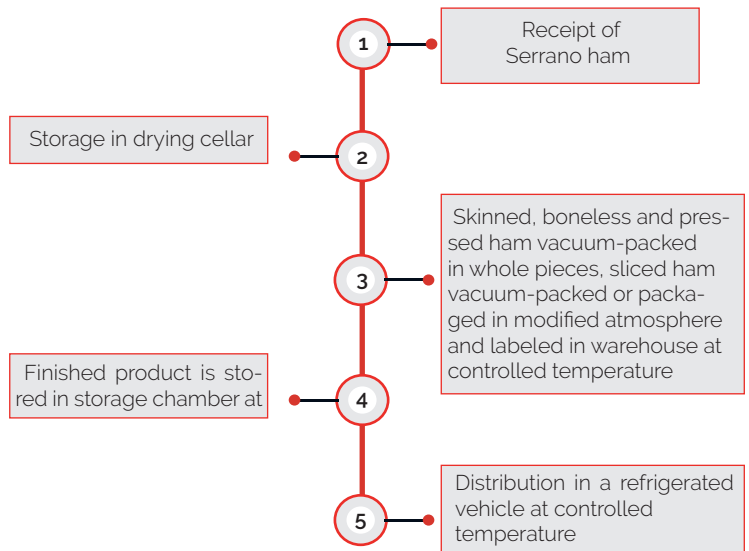 1
Receipt of
Serrano ham
Storage in drying cellar
2
3
Skinned, boneless and pres-
sed ham vacuum-packed
in whole pieces, sliced ham
vacuum-packed or packa-
ged in modified atmosphere
and labeled in warehouse at
controlled temperature
Finished product is sto-
red in storage chamber at
4
5
Distribution in a refrigerated
vehicle at controlled
temperature